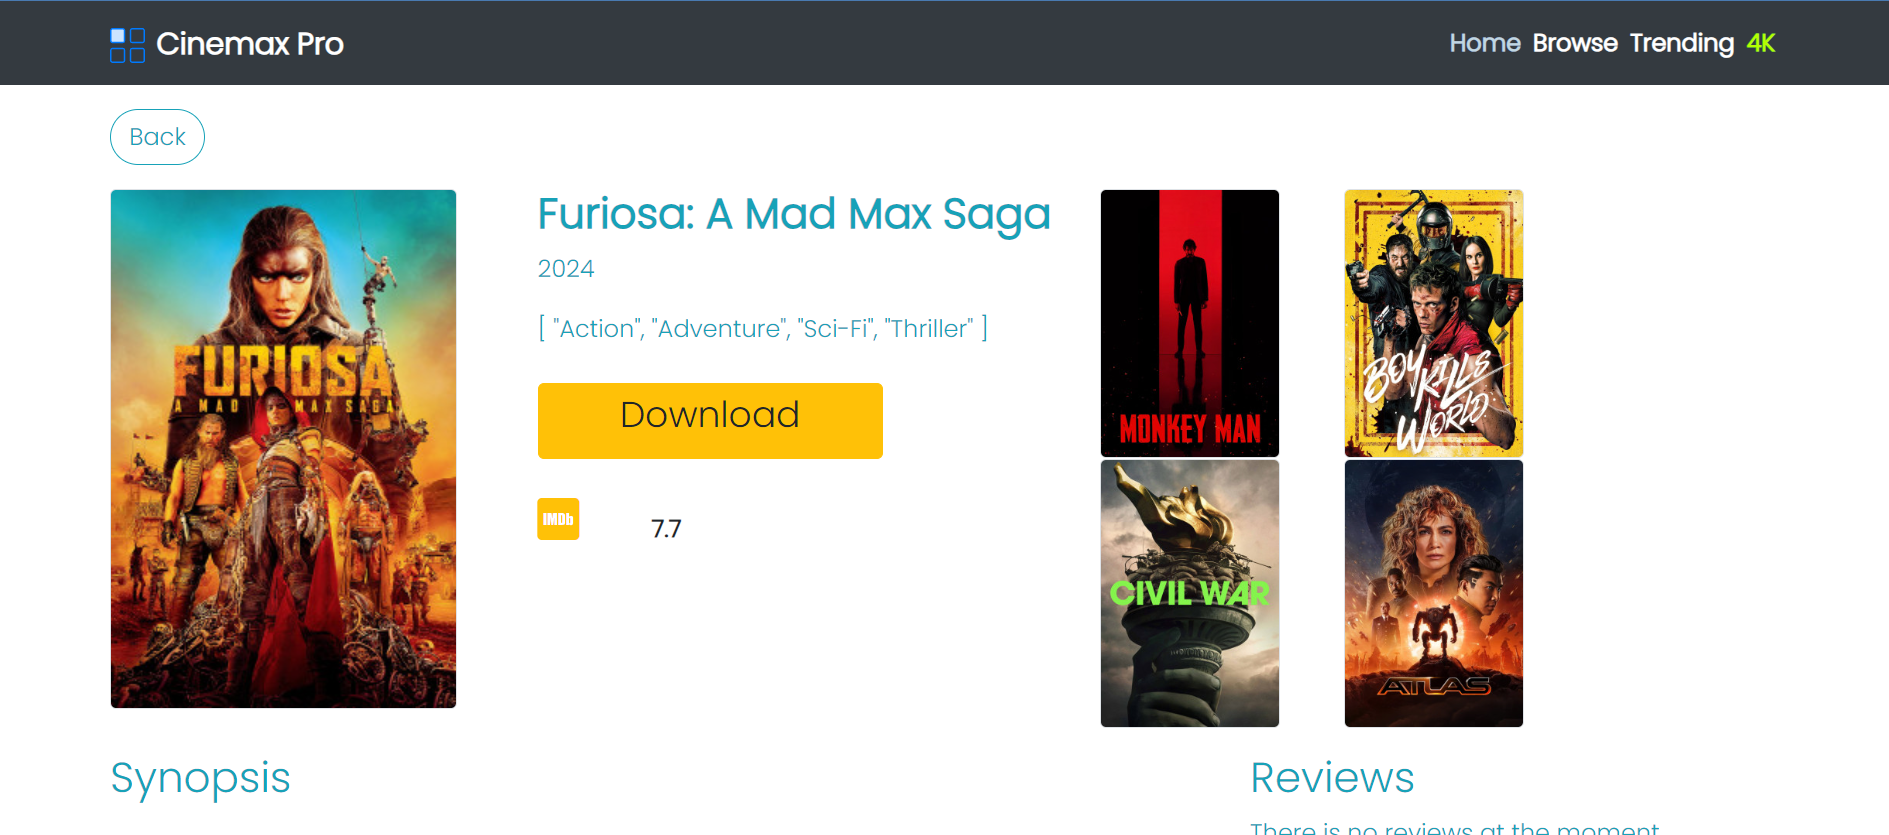 Cinemax Pro
Home Browse Trending 4K
Back
FURIOSA
A MAD MAX SAGA
Furiosa: A Mad Max Saga
2024
[ "Action", "Adventure", "Sci-Fi", "Thriller" ]
Download
IMDb 7.7
MONKEY MAN
BOY KILLS
WORLD
CIVIL WAR
ATLAS
Synopsis
Reviews
There is no reviews at the moment